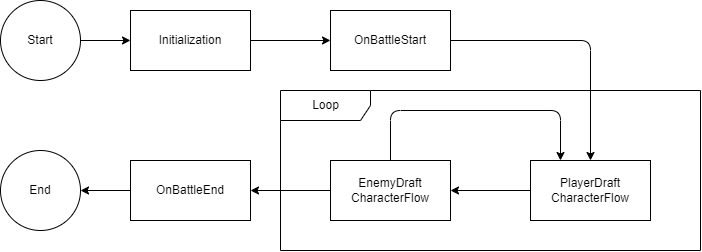 Start
Initialization
OnBattleStart
Loop
End
OnBattleEnd
EnemyDraft
CharacterFlow
PlayerDraft
CharacterFlow